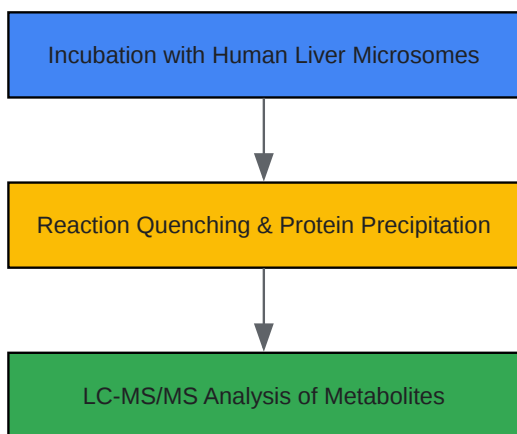 Incubation with Human Liver Microsomes
Reaction Quenching & Protein Precipitation
LC-MS/MS Analysis of Metabolites